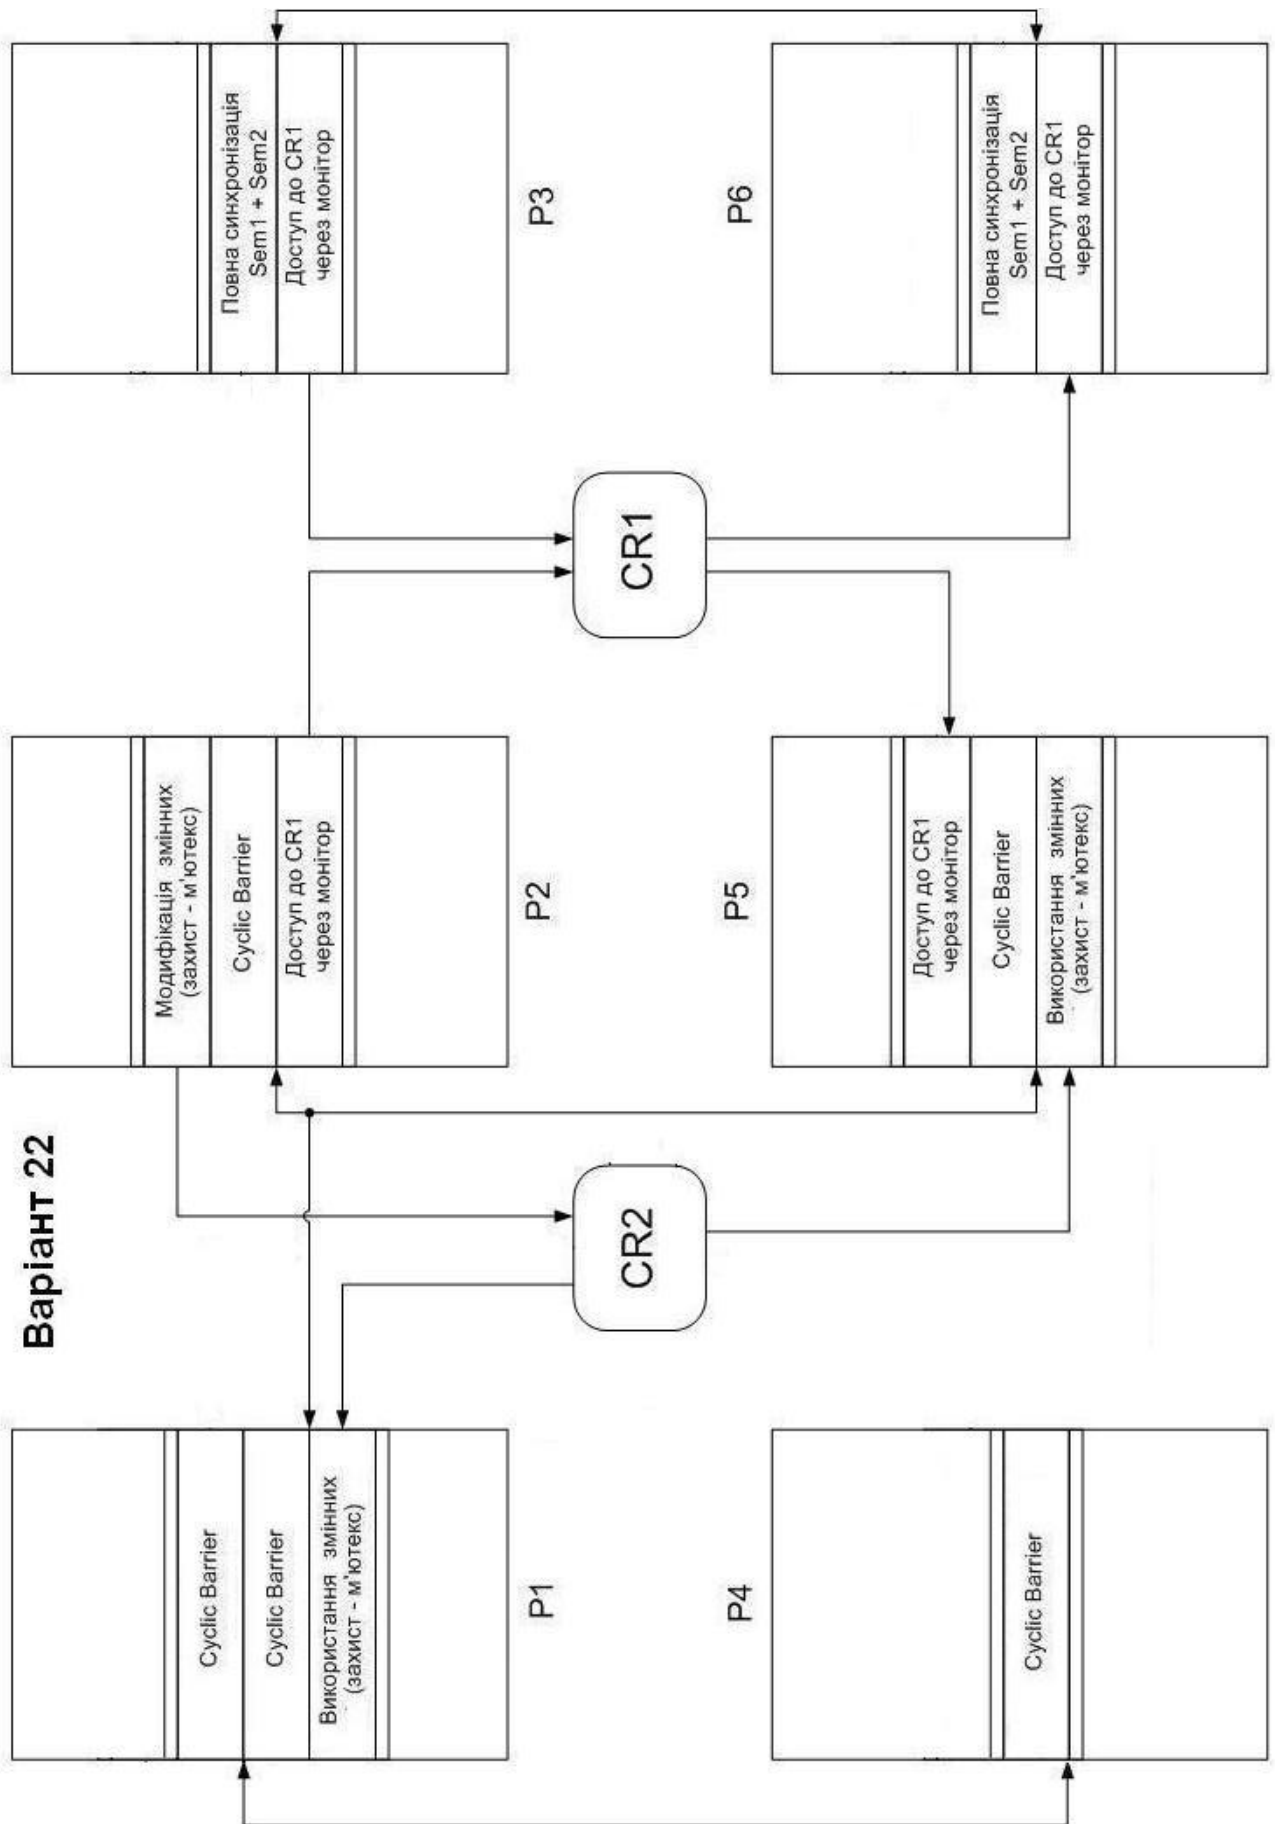 Варіант 22
Cyclic Barrier
Cyclic Barrier
Використання змінних
(захист - м'ютекс)
P1
Модифікація змінних
(захист - м'ютекс)
Cyclic Barrier
Доступ до CR1
через монітор
P2
Повна синхронізація
Sem1 + Sem2
Доступ до CR1
через монітор
P3
CR2
CR1
Cyclic Barrier
P4
Доступ до CR1
через монітор
Cyclic Barrier
Використання змінних
(захист - м'ютекс)
P5
Повна синхронізація
Sem1 + Sem2
Доступ до CR1
через монітор
P6